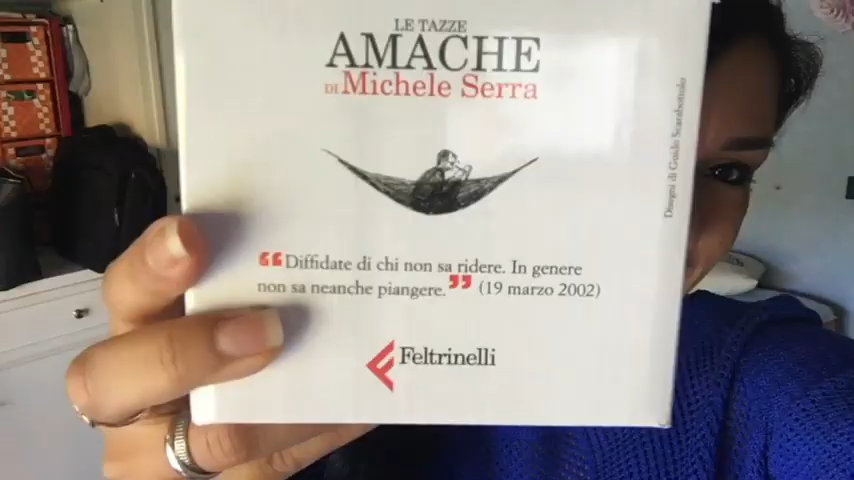 LE TAZZE
AMACHE
DI Michele Serra
Disegni di Guido Scarabottolo
“Diffidate di chi non sa ridere. In genere
non sa neanche piangere.” (19 marzo 2002)
Feltrinelli